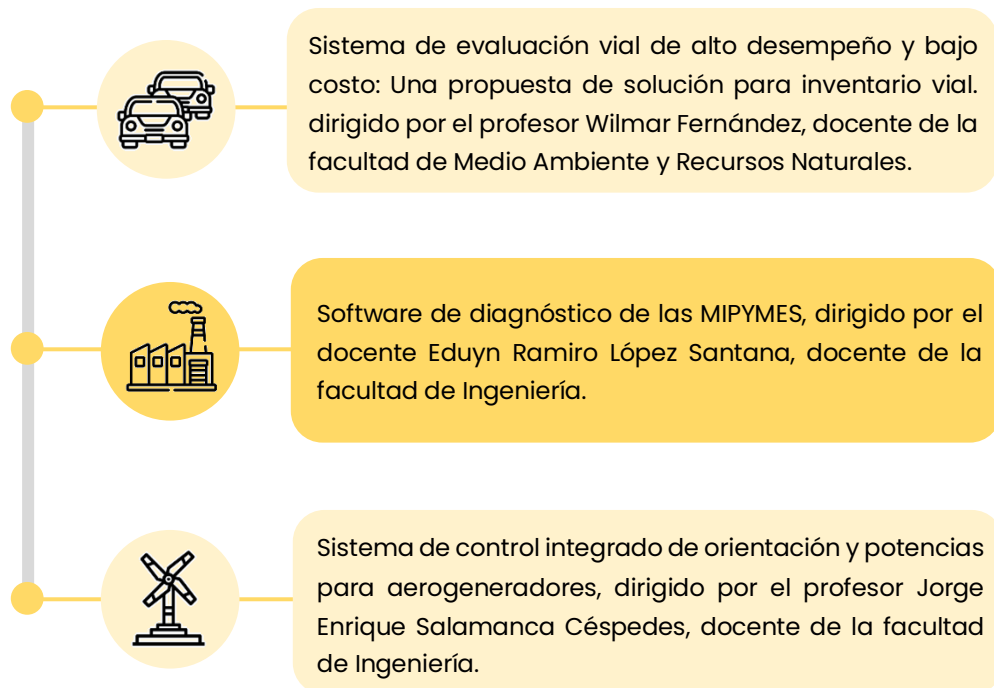 Sistema de evaluación vial de alto desempeño y bajo
costo: Una propuesta de solución para inventario vial.
dirigido por el profesor Wilmar Fernández, docente de la
facultad de Medio Ambiente y Recursos Naturales.
Software de diagnóstico de las MIPYMES, dirigido por el
docente Eduyn Ramiro López Santana, docente de la
facultad de Ingeniería.
Sistema de control integrado de orientación y potencias
para aerogeneradores, dirigido por el profesor Jorge
Enrique Salamanca Céspedes, docente de la facultad
de Ingeniería.